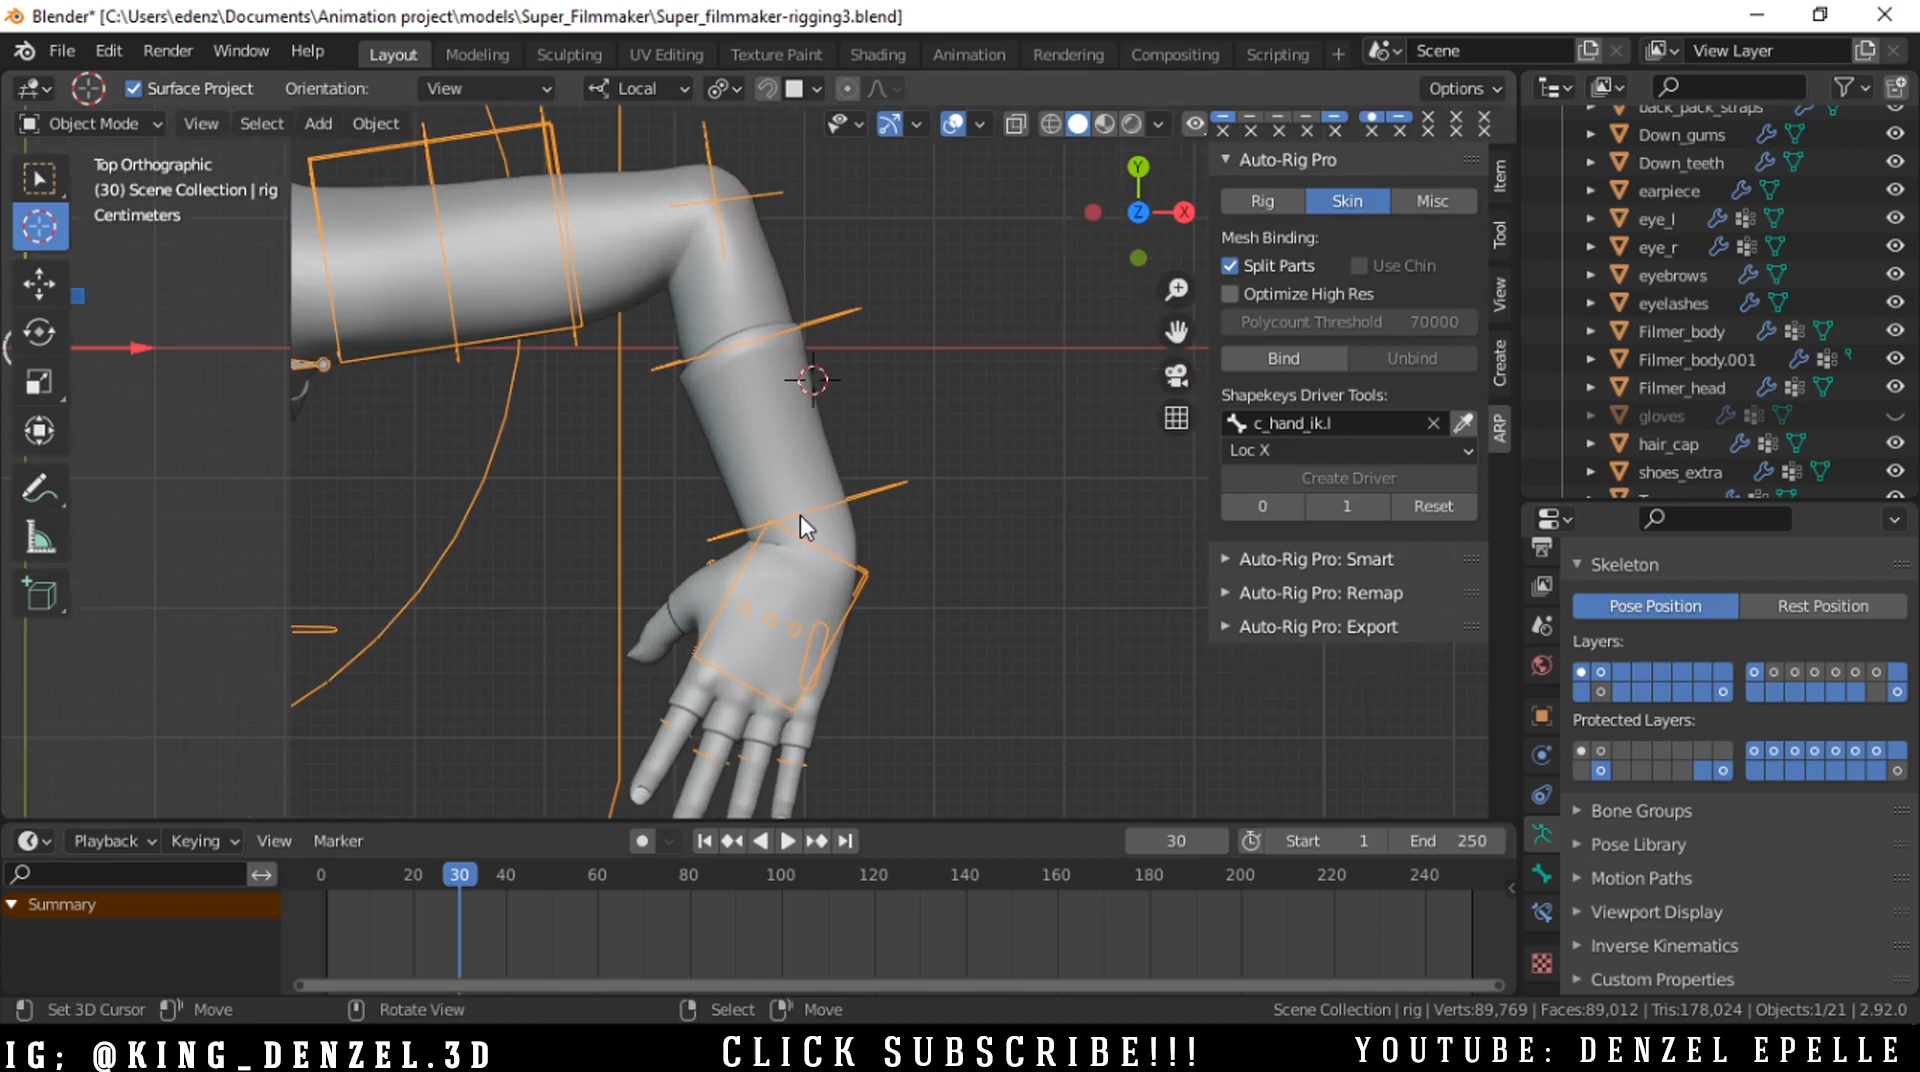 Blender* [C:\Users\edenz\Documents\Animation project\models\Super_Filmmaker\Super_filmmaker-rigging3.blend]
File Edit Render Window Help Layout Modeling Sculpting UV Editing Texture Paint Shading Animation Rendering Compositing Scripting + Scene View Layer
Surface Project Orientation: View Local Options
Object Mode View Select Add Object
Top Orthographic
(30) Scene Collection | rig
Centimeters
Y
Z X
Auto-Rig Pro
Rig Skin Misc
Mesh Binding:
Split Parts Use Chin
Optimize High Res
Polycount Threshold 70000
Bind Unbind
Shapekeys Driver Tools:
c_hand_ik.l
Loc X
Create Driver
0 1 Reset
Auto-Rig Pro: Smart
Auto-Rig Pro: Remap
Auto-Rig Pro: Export
Item
Tool
View
Create
ARP
back_pack_straps
Down_gums
Down_teeth
earpiece
eye_l
eye_r
eyebrows
eyelashes
Filmer_body
Filmer_body.001
Filmer_head
gloves
hair_cap
shoes_extra
Skeleton
Pose Position Rest Position
Layers:
Protected Layers:
Bone Groups
Pose Library
Motion Paths
Viewport Display
Inverse Kinematics
Custom Properties
Playback Keying View Marker 30 Start 1 End 250
0 20 30 40 60 80 100 120 140 160 180 200 220 240
Summary
Set 3D Cursor Move Rotate View Select Move Scene Collection | rig | Verts:89,769 | Faces:89,012 | Tris:178,024 | Objects:1/21 | 2.92.0
IG; @KING_DENZEL.3D CLICK SUBSCRIBE!!! YOUTUBE: DENZEL EPELLE